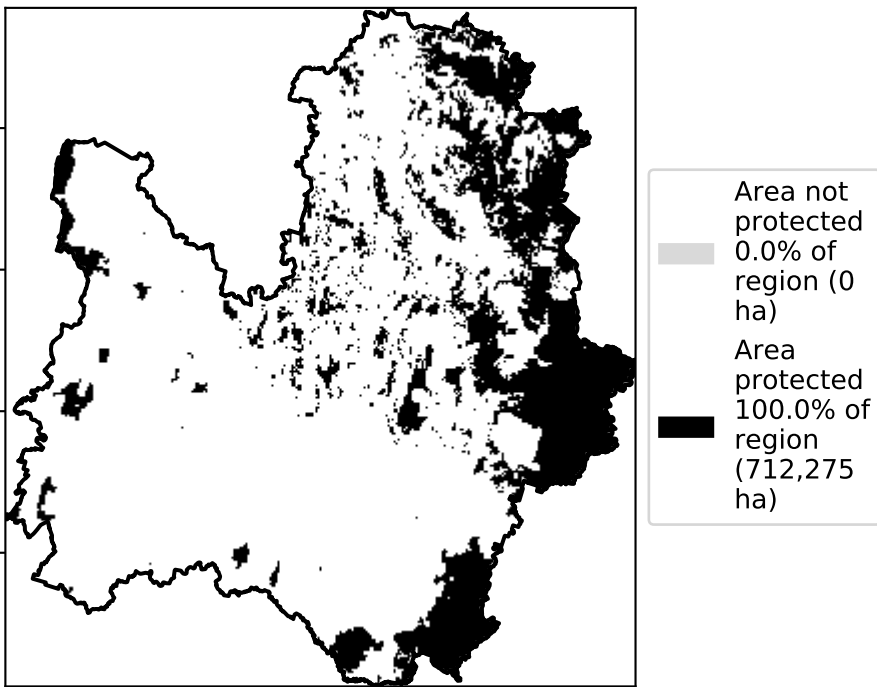 Area not
protected
0.0% of
region (0
ha)
Area
protected
100.0% of
region
(712,275
ha)